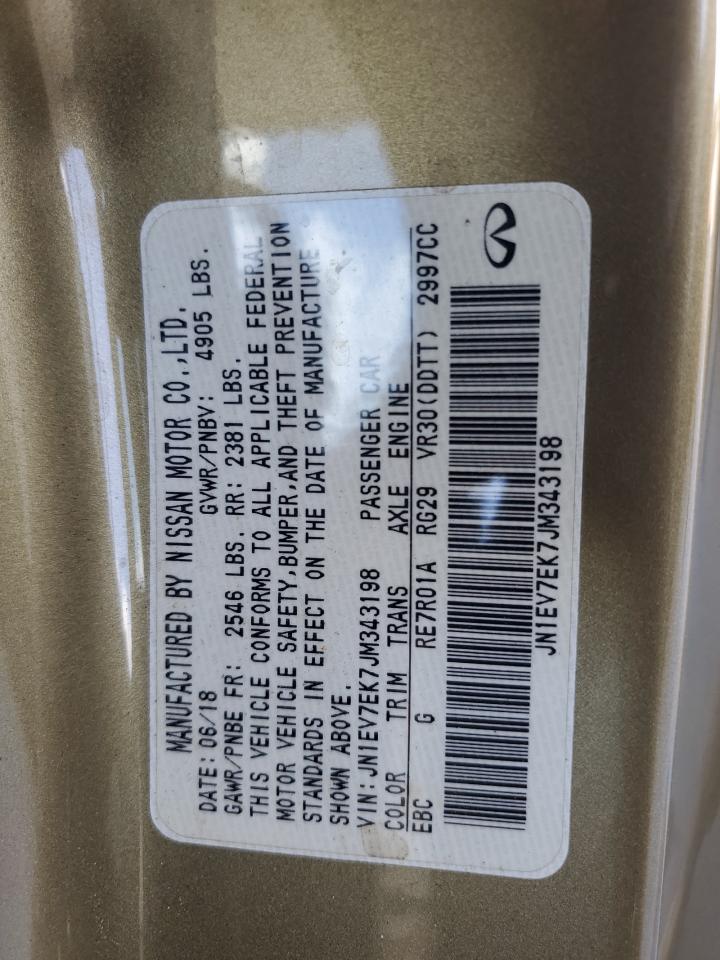 MANUFACTURED BY NISSAN MOTOR CO.,LTD.
DATE: 06/18 GVWR/PNBV: 4905 LBS.
GAWR/PNBE FR: 2546 LBS. RR: 2381 LBS.
THIS VEHICLE CONFORMS TO ALL APPLICABLE FEDERAL
MOTOR VEHICLE SAFETY,BUMPER,AND THEFT PREVENTION
STANDARDS IN EFFECT ON THE DATE OF MANUFACTURE
SHOWN ABOVE.
VIN:JN1EV7EK7JM343198 PASSENGER CAR
COLOR TRIM TRANS AXLE ENGINE
EBC G RE7R01A RG29 VR30(DDTT) 2997CC
JN1EV7EK7JM343198